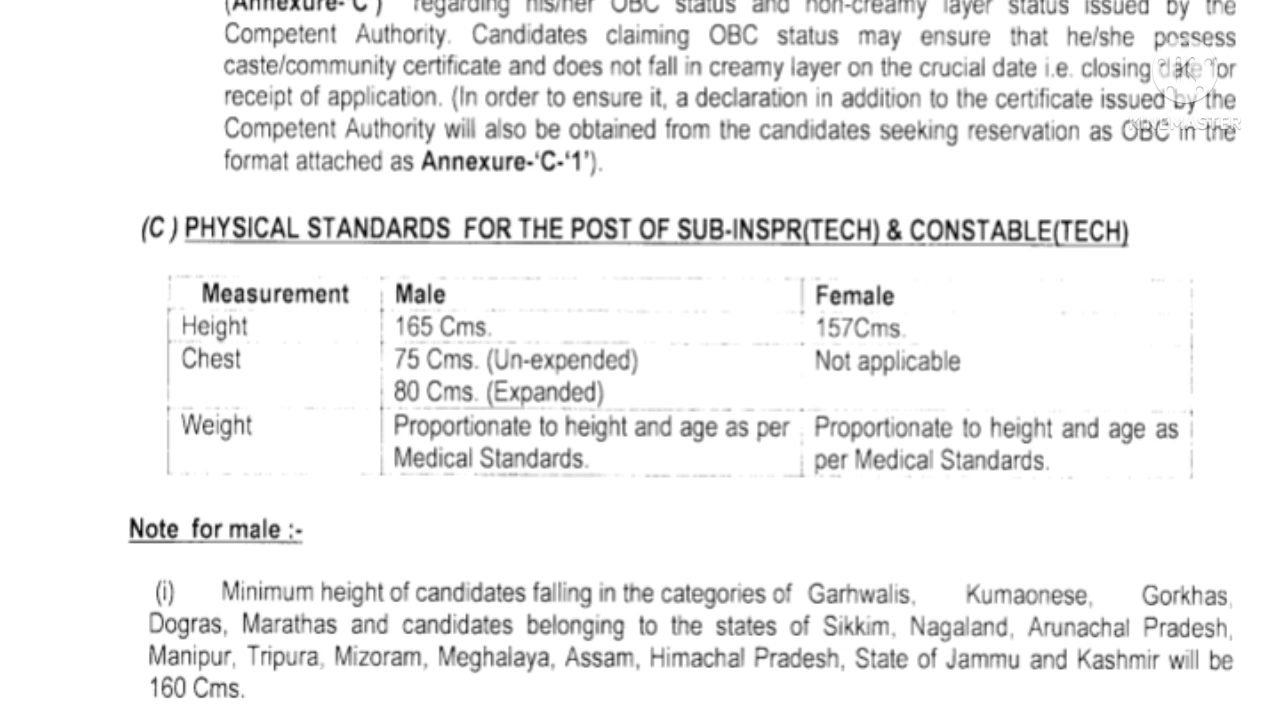 (Annexure-'C') regarding his/her OBC status and non-creamy layer status issued by the
Competent Authority. Candidates claiming OBC status may ensure that he/she possess
caste/community certificate and does not fall in creamy layer on the crucial date i.e. closing date for
receipt of application. (In order to ensure it, a declaration in addition to the certificate issued by the
Competent Authority will also be obtained from the candidates seeking reservation as OBC in the
format attached as Annexure-‘C-‘1’).
KINEMASTER
(C ) PHYSICAL STANDARDS FOR THE POST OF SUB-INSPR(TECH) & CONSTABLE(TECH)
Measurement Male Female
Height 165 Cms. 157Cms.
Chest 75 Cms. (Un-expended) Not applicable
80 Cms. (Expanded)
Weight Proportionate to height and age as per Proportionate to height and age as
Medical Standards. per Medical Standards.
Note for male :-
(i) Minimum height of candidates falling in the categories of Garhwalis, Kumaonese, Gorkhas,
Dogras, Marathas and candidates belonging to the states of Sikkim, Nagaland, Arunachal Pradesh,
Manipur, Tripura, Mizoram, Meghalaya, Assam, Himachal Pradesh, State of Jammu and Kashmir will be
160 Cms.